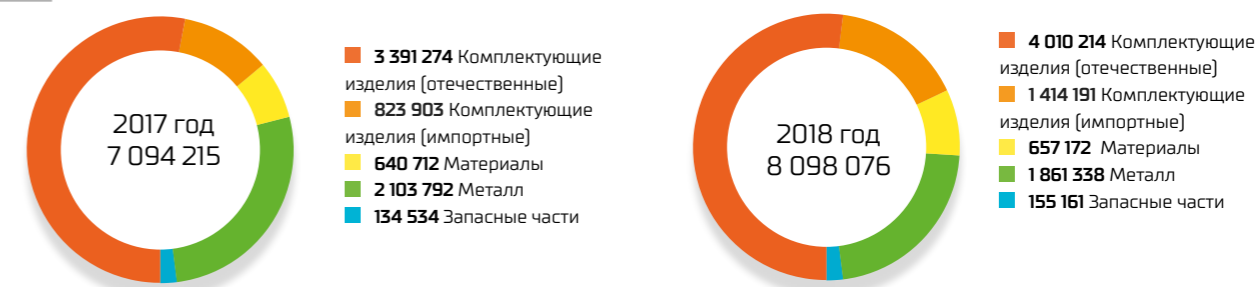 2017 год
7 094 215
3 391 274 Комплектующие
изделия (отечественные)
823 903 Комплектующие
изделия (импортные)
640 712 Материалы
2 103 792 Металл
134 534 Запасные части
2018 год
8 098 076
4 010 214 Комплектующие
изделия (отечественные)
1 414 191 Комплектующие
изделия (импортные)
657 172 Материалы
1 861 338 Металл
155 161 Запасные части